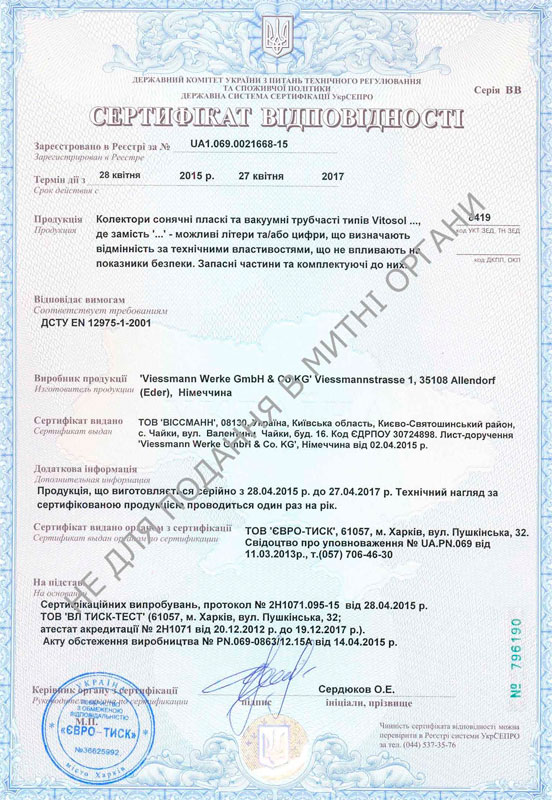 ДЕРЖАВНИЙ КОМІТЕТ УКРАЇНИ З ПИТАНЬ ТЕХНІЧНОГО РЕГУЛЮВАННЯ
ТА СПОЖИВЧОЇ ПОЛІТИКИ
ДЕРЖАВНА СИСТЕМА СЕРТИФІКАЦІЇ УкрСЕПРО
Серія ВВ
СЕРТИФІКАТ ВІДПОВІДНОСТІ
Зареєстровано в Реєстрі за № UA1.069.0021668-15
Зарегистрирован в Реестре
Термін дії з 28 квітня 2015 р. 27 квітня 2017
Срок действия с
Продукція Колектори сонячні пласкі та вакуумні трубчасті типів Vitosol ..., 8419
Продукция де замість '...' - можливі літери та/або цифри, що визначають код УКТ ЗЕД, ТН ЗЕД
відмінність за технічними властивостями, що не впливають на
показники безпеки. Запасні частини та комплектуючі до них. код ДКПП, ОКП
Відповідає вимогам
Соответствует требованиям
ДСТУ EN 12975-1-2001
Виробник продукції 'Viessmann Werke GmbH & Co KG' Viessmannstrasse 1, 35108 Allendorf
Изготовитель продукции (Eder), Німеччина
Сертифікат видано ТОВ 'ВІССМАНН', 08130, Україна, Київська область, Києво-Святошинський район,
Сертификат выдан с. Чайки, вул. Валентини Чайки, буд. 16. Код ЄДРПОУ 30724898. Лист-доручення
'Viessmann Werke GmbH & Co. KG', Німеччина від 02.04.2015 р.
Додаткова інформація
Дополнительная информация
Продукція, що виготовляється серійно з 28.04.2015 р. до 27.04.2017 р. Технічний нагляд за
сертифікованою продукцією проводиться один раз на рік.
Сертифікат видано органом з сертифікації ТОВ 'ЄВРО-ТИСК', 61057, м. Харків, вул. Пушкінська, 32.
Сертификат выдан органом по сертификации Свідоцтво про уповноваження № UA.PN.069 від
11.03.2013р., т.(057) 706-46-30
На підставі
На основании
Сертифікаційних випробувань, протокол № 2Н1071.095-15 від 28.04.2015 р.
ТОВ 'ВЛ ТИСК-ТЕСТ' (61057, м. Харків, вул. Пушкінська, 32;
атестат акредитації № 2Н1071 від 20.12.2012 р. до 19.12.2017 р.).
Акту обстеження виробництва № PN.069-0863/12.15А від 14.04.2015 р.
№ 796190
Керівник органу з сертифікації Сердюков О.Е.
Руководитель органа по сертификации підпис ініціали, прізвище
М.П.
УКРАЇНА
З ОБМЕЖЕНОЮ
ВІДПОВІДАЛЬНІСТЮ
«ЄВРО-ТИСК»
№36625992
місто Харків
Чинність сертифіката відповідності можна
перевірити в Реєстрі системи УкрСЕПРО
за тел. (044) 537-35-76
НЕ ДЛЯ ПОДАННЯ В МИТНІ ОРГАНИ